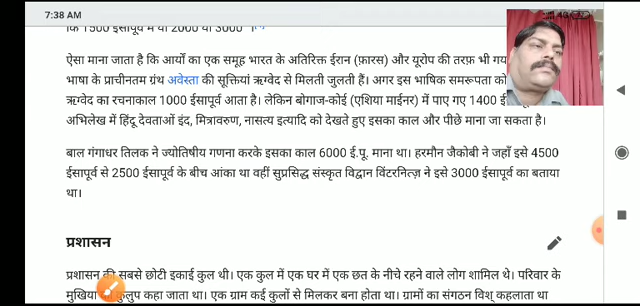 7:38 AM
कि 1500 ईसापूर्व में या 2000 या 3000
ऐसा माना जाता है कि आर्यों का एक समूह भारत के अतिरिक्त ईरान (फ़ारस) और यूरोप की तरफ़ भी गय
भाषा के प्राचीनतम ग्रंथ अवेस्ता की सूक्तियां ऋग्वेद से मिलती जुलती हैं। अगर इस भाषिक समरूपता को
ऋग्वेद का रचनाकाल 1000 ईसापूर्व आता है। लेकिन बोगाज-कोई (एशिया माईनर) में पाए गए 1400 ई
अभिलेख में हिंदू देवताओं इंद, मित्रावरुण, नासत्य इत्यादि को देखते हुए इसका काल और पीछे माना जा सकता है।
बाल गंगाधर तिलक ने ज्योतिषीय गणना करके इसका काल 6000 ई.पू. माना था। हरमौन जैकोबी ने जहाँ इसे 4500
ईसापूर्व से 2500 ईसापूर्व के बीच आंका था वहीं सुप्रसिद्ध संस्कृत विद्वान विंटरनित्ज़ ने इसे 3000 ईसापूर्व का बताया
था।
प्रशासन
प्रशासन की सबसे छोटी इकाई कुल थी। एक कुल में एक घर में एक छत के नीचे रहने वाले लोग शामिल थे। परिवार के
मुखिया कुलुप कहा जाता था। एक ग्राम कई कुलों से मिलकर बना होता था। ग्रामों का संगठन विश् कहलाता था